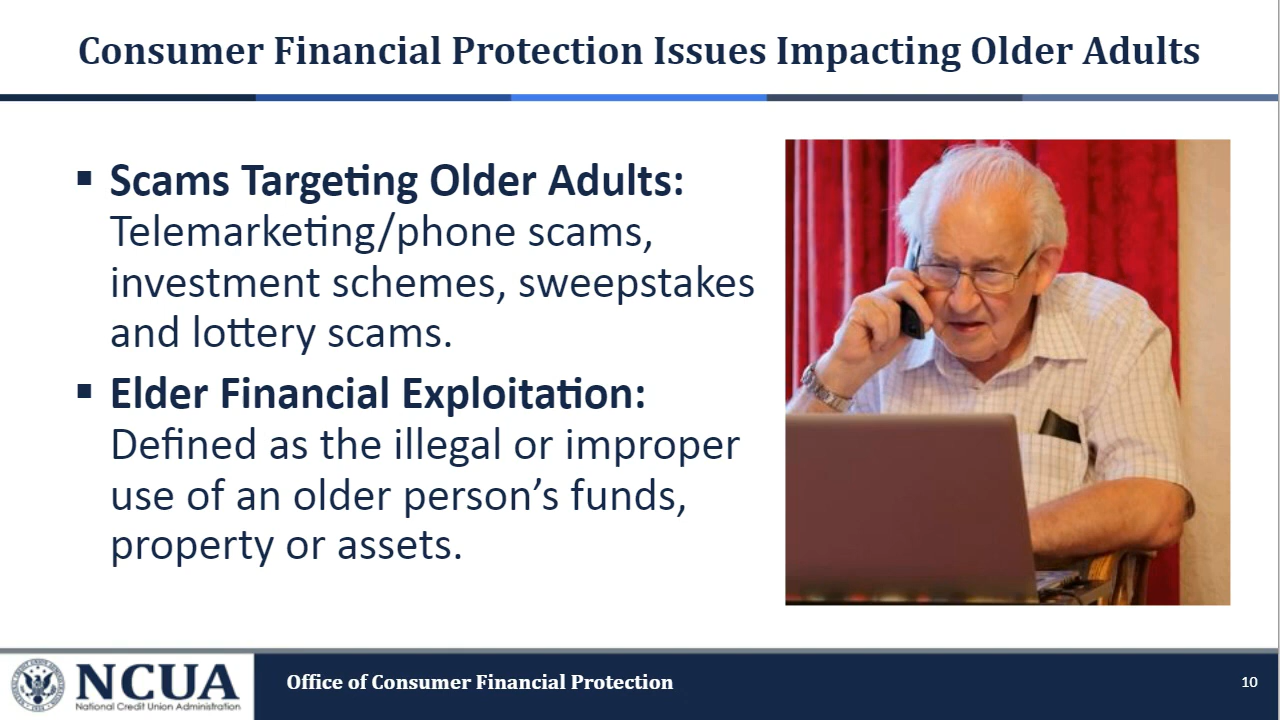 Consumer Financial Protection Issues Impacting Older Adults
▪ Scams Targeting Older Adults:
Telemarketing/phone scams,
investment schemes, sweepstakes
and lottery scams.
▪ Elder Financial Exploitation:
Defined as the illegal or improper
use of an older person’s funds,
property or assets.
NCUA
National Credit Union Administration
Office of Consumer Financial Protection
10